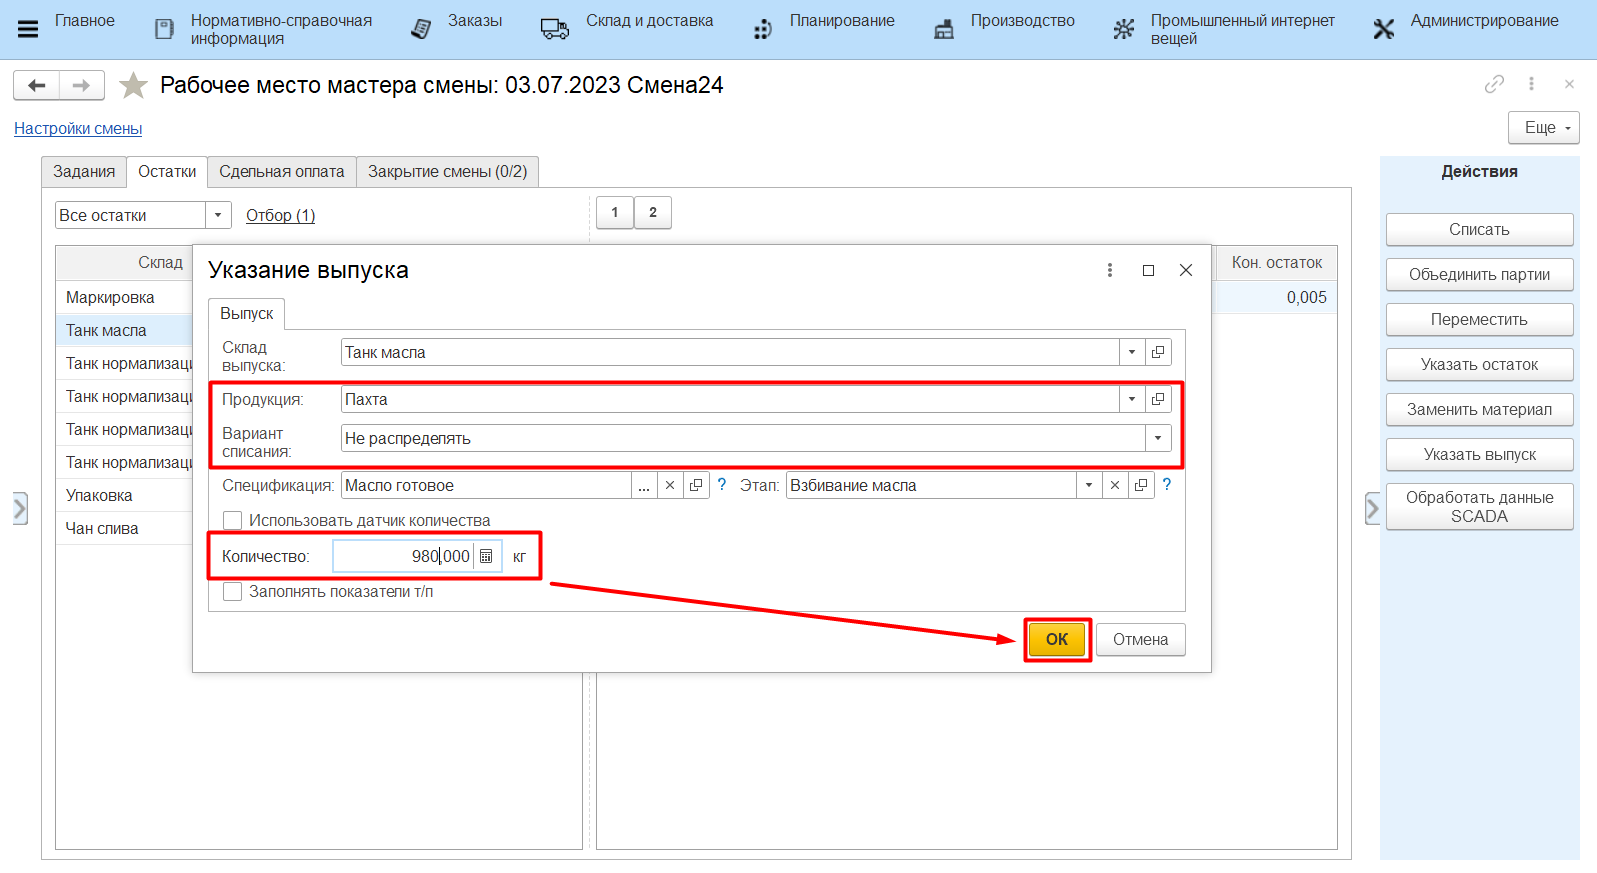 Главное
Нормативно-справочная
информация
Заказы
Склад и доставка
Планирование
Производство
Промышленный интернет
вещей
Администрирование
Рабочее место мастера смены: 03.07.2023 Смена24
Настройки смены
Еще
Задания
Остатки
Сдельная оплата
Закрытие смены (0/2)
Действия
Все остатки
Отбор (1)
1
2
Списать
Склад
Кон. остаток
Объединить партии
Маркировка
0,005
Танк масла
Переместить
Танк нормализаци
Указать остаток
Танк нормализаци
Заменить материал
Танк нормализаци
Указать выпуск
Танк нормализаци
Упаковка
Обработать данные
SCADA
Чан слива
Указание выпуска
Выпуск
Склад
выпуска:
Танк масла
Продукция:
Пахта
Вариант
списания:
Не распределять
Спецификация:
Масло готовое
...
?
Этап:
Взбивание масла
?
Использовать датчик количества
Количество:
980,000
кг
Заполнять показатели т/п
ОК
Отмена